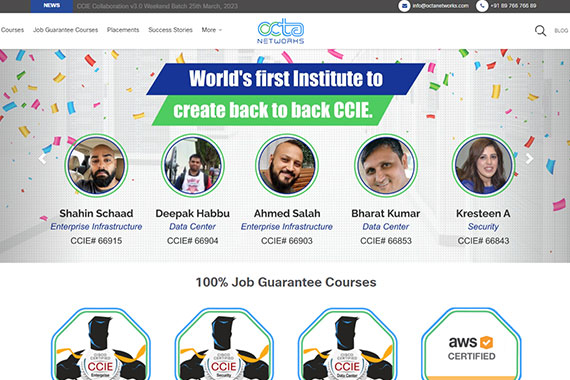 NEWS CCIE Collaboration v3.0 Weekend Batch 25th March, 2023 info@octanetworks.com +91 89 766 766 89
octa
NETWORKS
Courses Job Guarantee Courses Placements Success Stories More BLOG
World's first Institute to
create back to back CCIE.
Shahin Schaad Deepak Habbu Ahmed Salah Bharat Kumar Kresteen A
Enterprise Infrastructure Data Center Enterprise Infrastructure Data Center Security
CCIE# 66915 CCIE# 66904 CCIE# 66903 CCIE# 66853 CCIE# 66843
100% Job Guarantee Courses
CISCO CERTIFIED CISCO CERTIFIED CISCO CERTIFIED aws
CCIE CCIE CCIE CERTIFIED
Enterprise Security Data Center